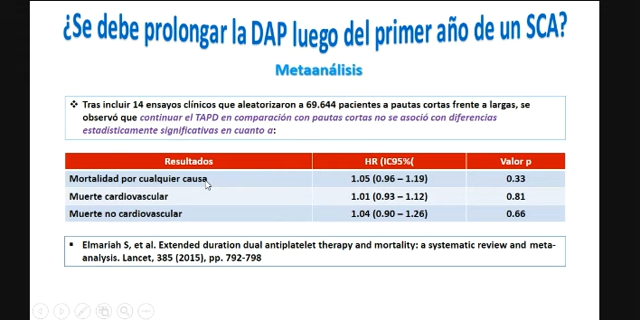 ¿Se debe prolongar la DAP luego del primer año de un SCA?
Metaanálisis
❖ Tras incluir 14 ensayos clínicos que aleatorizaron a 69.644 pacientes a pautas cortas frente a largas, se
observó que continuar el TAPD en comparación con pautas cortas no se asoció con diferencias
estadísticamente significativas en cuanto a:
Resultados HR (IC95%( Valor p
Mortalidad por cualquier causa 1.05 (0.96 – 1.19) 0.33
Muerte cardiovascular 1.01 (0.93 – 1.12) 0.81
Muerte no cardiovascular 1.04 (0.90 – 1.26) 0.66
▪ Elmariah S, et al. Extended duration dual antiplatelet therapy and mortality: a systematic review and meta-
analysis. Lancet, 385 (2015), pp. 792-798